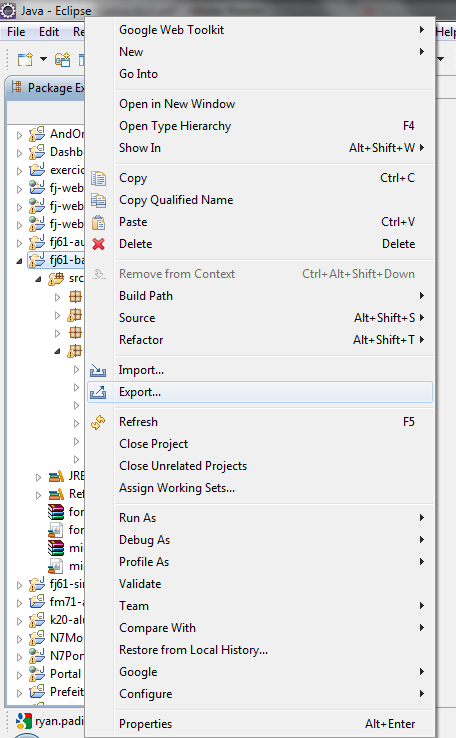 Java - Eclipse
File Edit
Google Web Toolkit
New
Go Into
Open in New Window
Open Type Hierarchy F4
Show In Alt+Shift+W
Copy Ctrl+C
Copy Qualified Name
Paste Ctrl+V
Delete Delete
Remove from Context Ctrl+Alt+Shift+Down
Build Path
Source Alt+Shift+S
Refactor Alt+Shift+T
Import...
Export...
Refresh F5
Close Project
Close Unrelated Projects
Assign Working Sets...
Run As
Debug As
Profile As
Validate
Team
Compare With
Restore from Local History...
Google
Configure
Properties Alt+Enter
Package Ex
AndOr
Dashb
exercic
fj-web
fj-web
fj-web
fj61-au
fj61-ba
src
JRE
Ref
for
for
mi
mi
fj61-sir
fm71-a
k20-alu
N7Mo
N7Por
Portal
Prefeit
ryan.padi